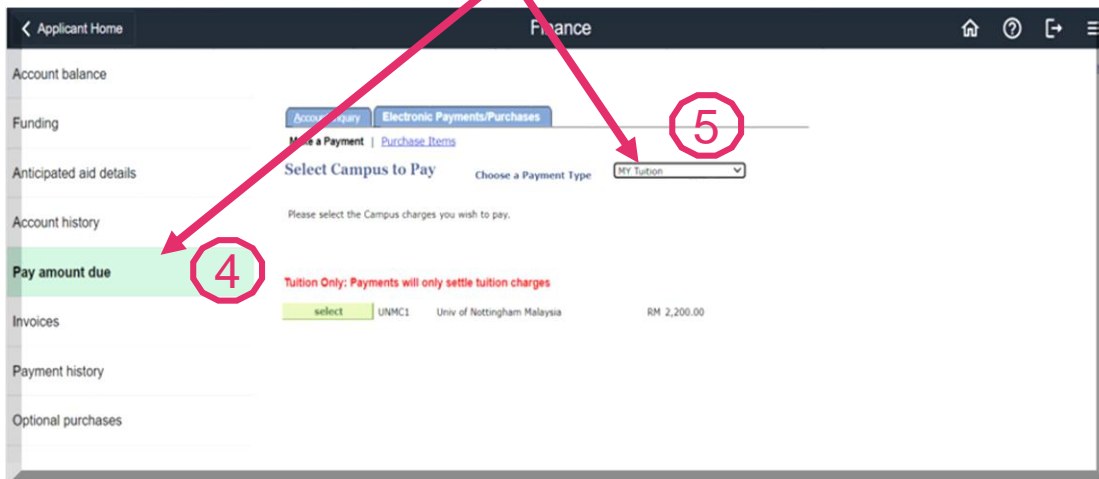 Applicant Home
Finance
Account balance
Funding
Anticipated aid details
Account history
Pay amount due
Invoices
Payment history
Optional purchases
Electronic Payments/Purchases
Make a Payment | Purchase Items
Select Campus to Pay
Choose a Payment Type
MY Tuition
Please select the Campus charges you wish to pay.
Tuition Only: Payments will only settle tuition charges
select UNMC1 Univ of Nottingham Malaysia RM 2,200.00
4
5